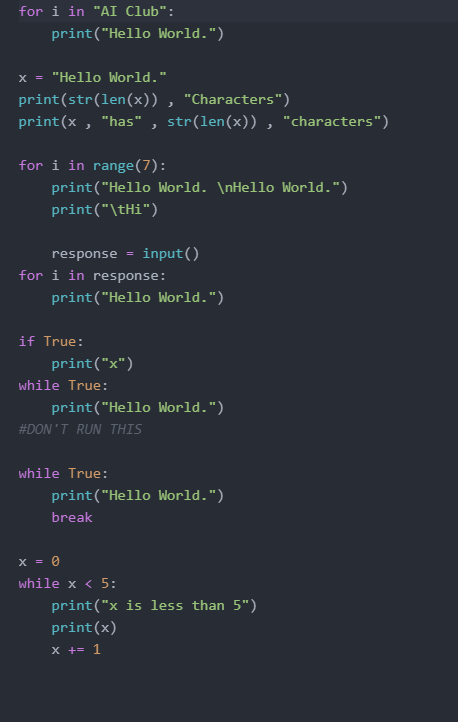 for i in "AI Club":
    print("Hello World.")

x = "Hello World."
print(str(len(x)) , "Characters")
print(x , "has" , str(len(x)) , "characters")

for i in range(7):
    print("Hello World. \nHello World.")
    print("\tHi")

    response = input()
for i in response:
    print("Hello World.")

if True:
    print("x")
while True:
    print("Hello World.")
#DON'T RUN THIS

while True:
    print("Hello World.")
    break

x = 0
while x < 5:
    print("x is less than 5")
    print(x)
    x += 1